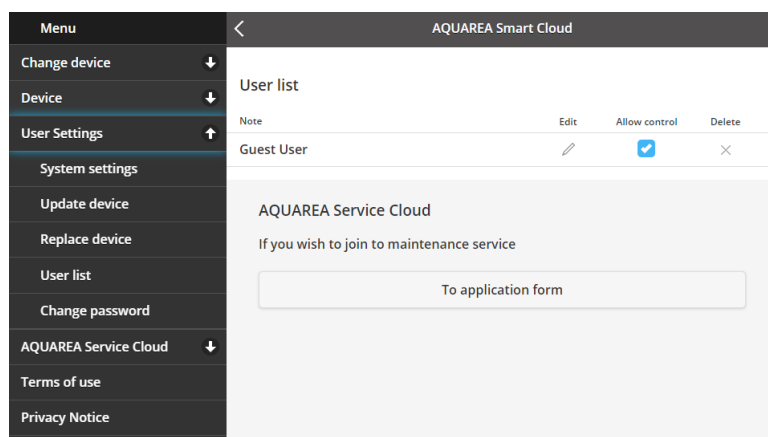 Menu
AQUAREA Smart Cloud
Change device
Device
User Settings
System settings
Update device
Replace device
User list
Change password
AQUAREA Service Cloud
Terms of use
Privacy Notice
User list
Note Edit Allow control Delete
Guest User
AQUAREA Service Cloud
If you wish to join to maintenance service
To application form